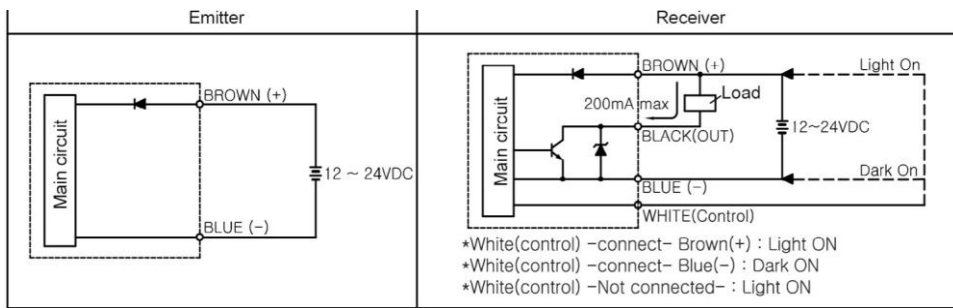 Emitter
Receiver
Main circuit
BROWN (+)
12 ~ 24VDC
BLUE (-)
Main circuit
BROWN (+)
Light On
200mA max
Load
BLACK(OUT)
12~24VDC
Dark On
BLUE (-)
WHITE(Control)
*White(control) -connect- Brown(+) : Light ON
*White(control) -connect- Blue(-) : Dark ON
*White(control) -Not connected- : Light ON